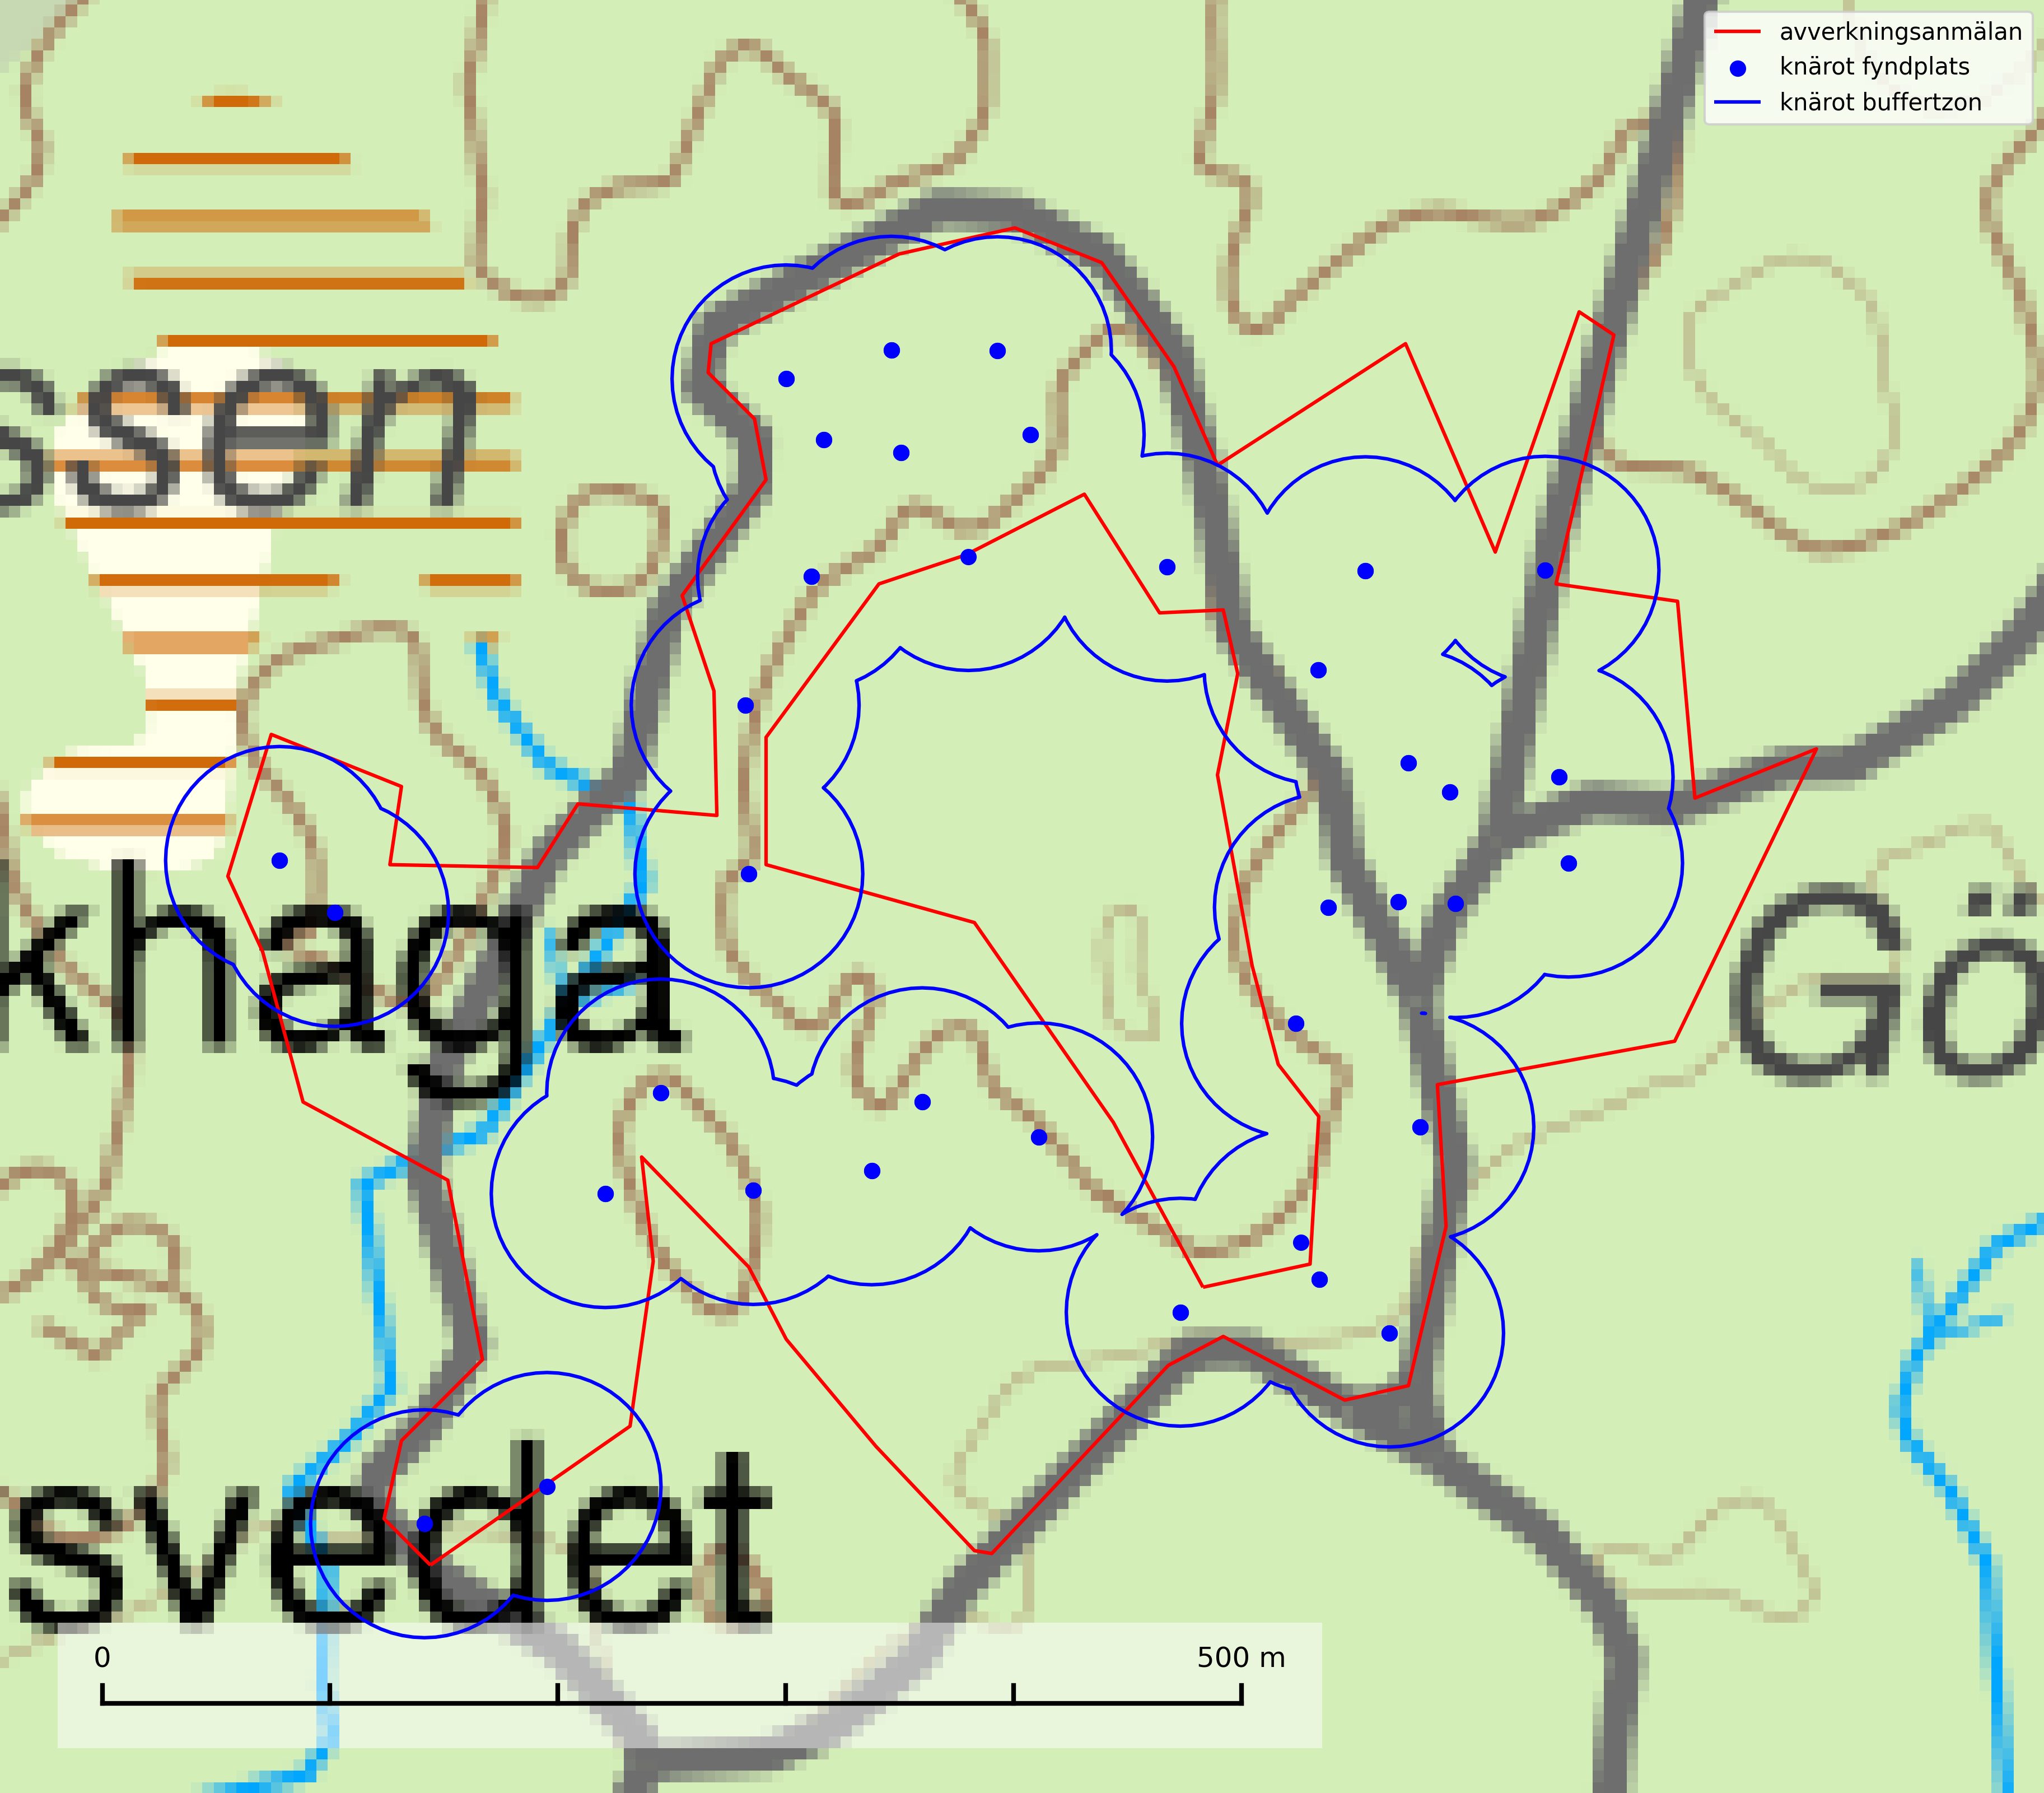 avverkningsanmälan
knärot fyndplats
knärot buffertzon
ssen
khaga
Gö
svedet
0 500 m